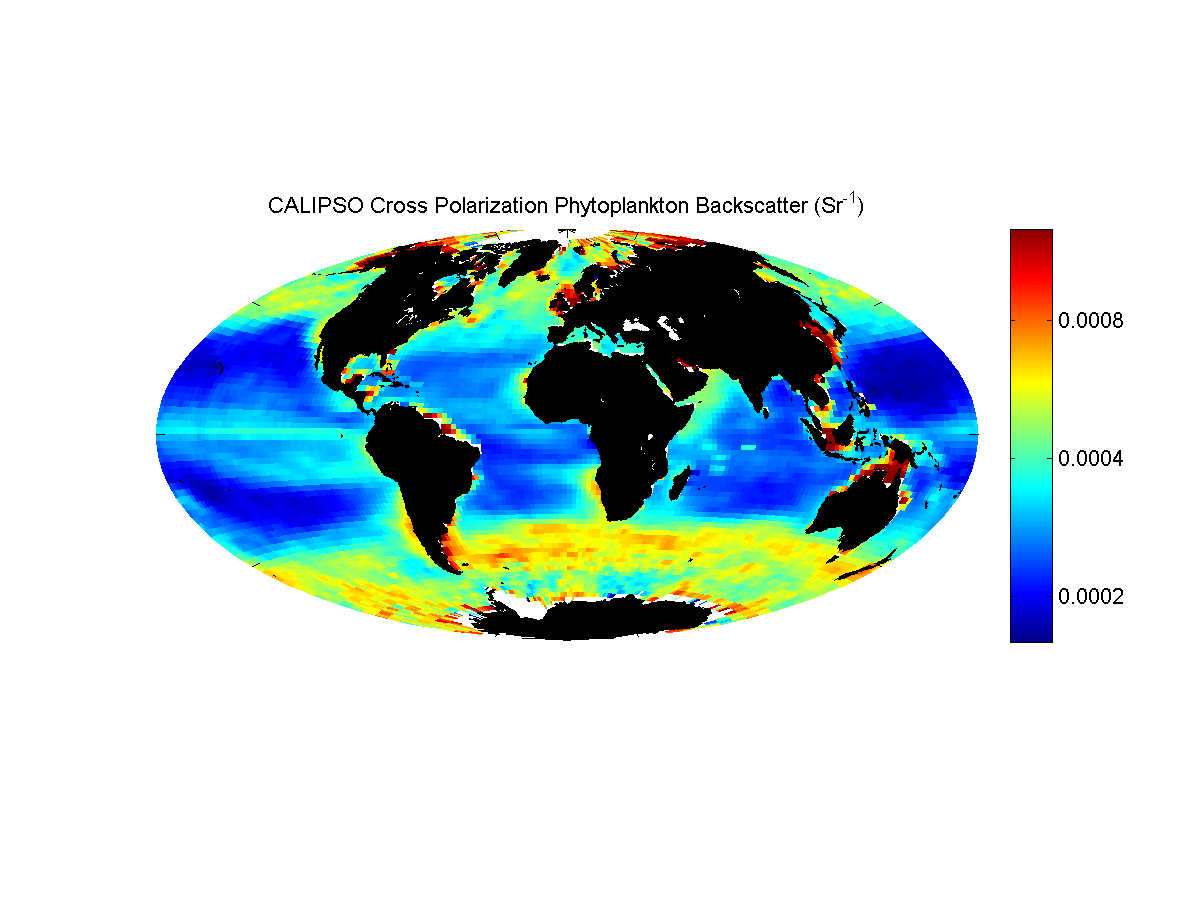 CALIPSO Cross Polarization Phytoplankton Backscatter (Sr⁻¹)
0.0008
0.0004
0.0002